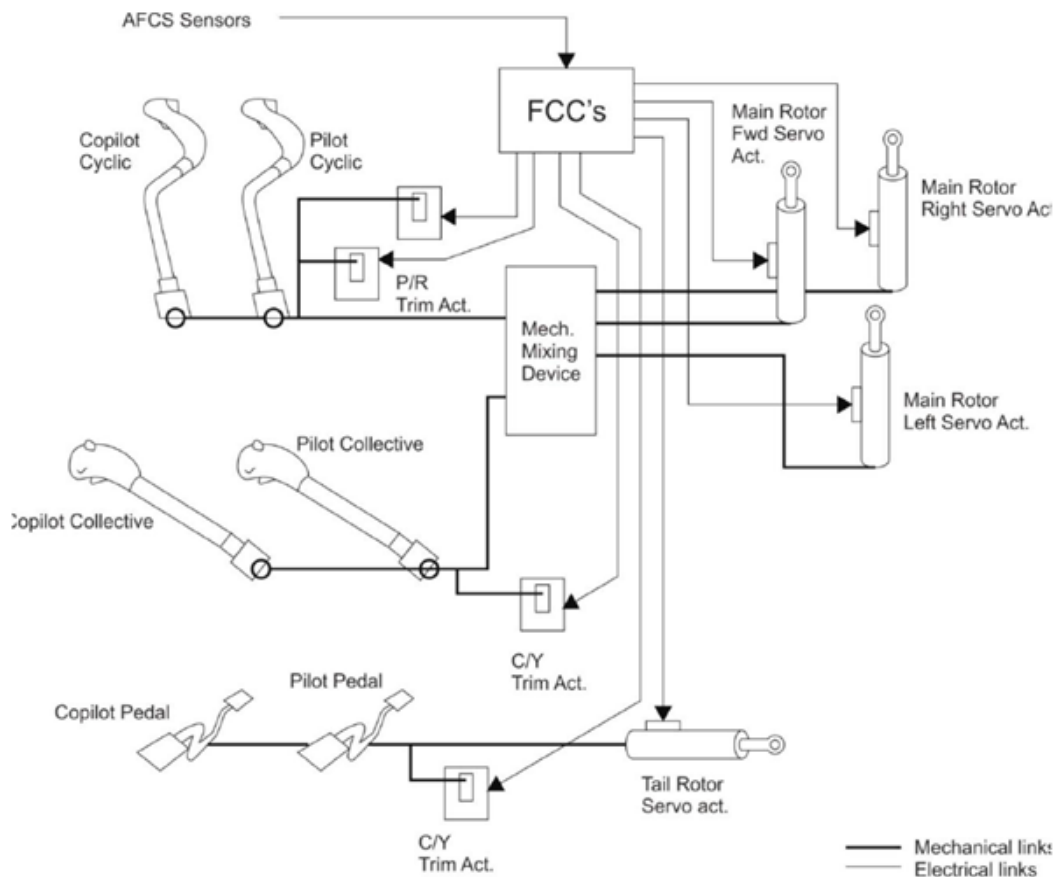 AFCS Sensors
FCC's
Copilot
Cyclic
Pilot
Cyclic
Main Rotor
Fwd Servo
Act.
Main Rotor
Right Servo Act
P/R
Trim Act.
Mech.
Mixing
Device
Main Rotor
Left Servo Act.
Pilot Collective
Copilot Collective
C/Y
Trim Act.
Pilot Pedal
Copilot Pedal
Tail Rotor
Servo act.
C/Y
Trim Act.
Mechanical links
Electrical links